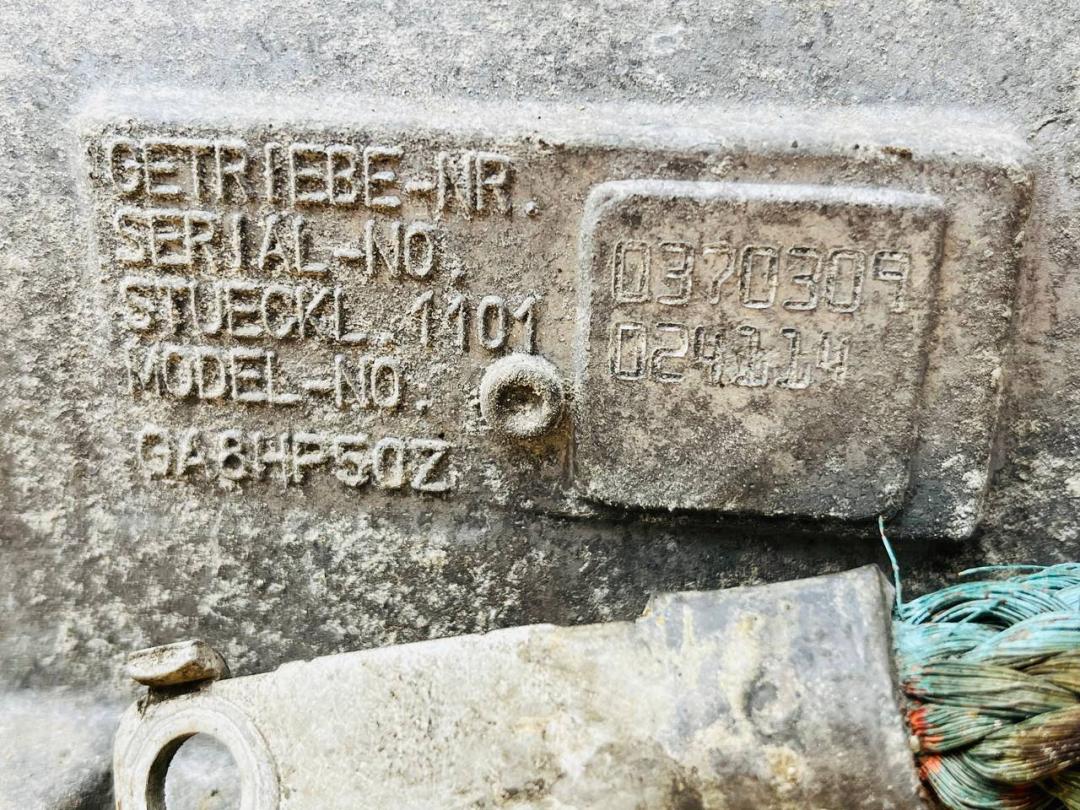 GETRIEBE-NR.
SERIAL-NO.
STUECKL. 1101
MODEL-NO.
GA8HP50Z
0370309
024114